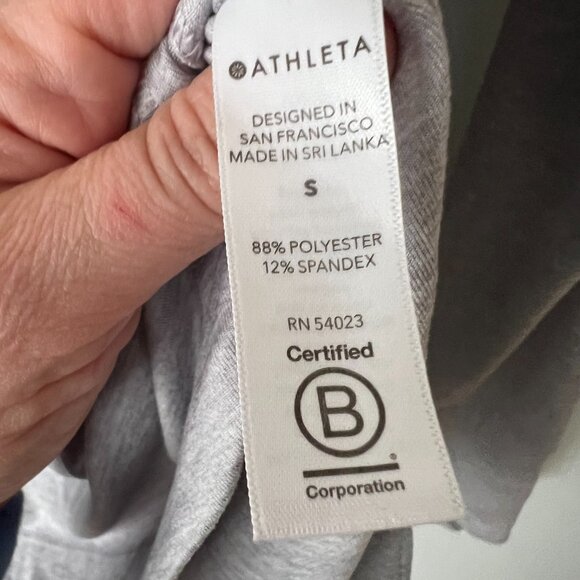 ATHLETA
DESIGNED IN
SAN FRANCISCO
MADE IN SRI LANKA
S
88% POLYESTER
12% SPANDEX
RN 54023
Certified
B
®
Corporation